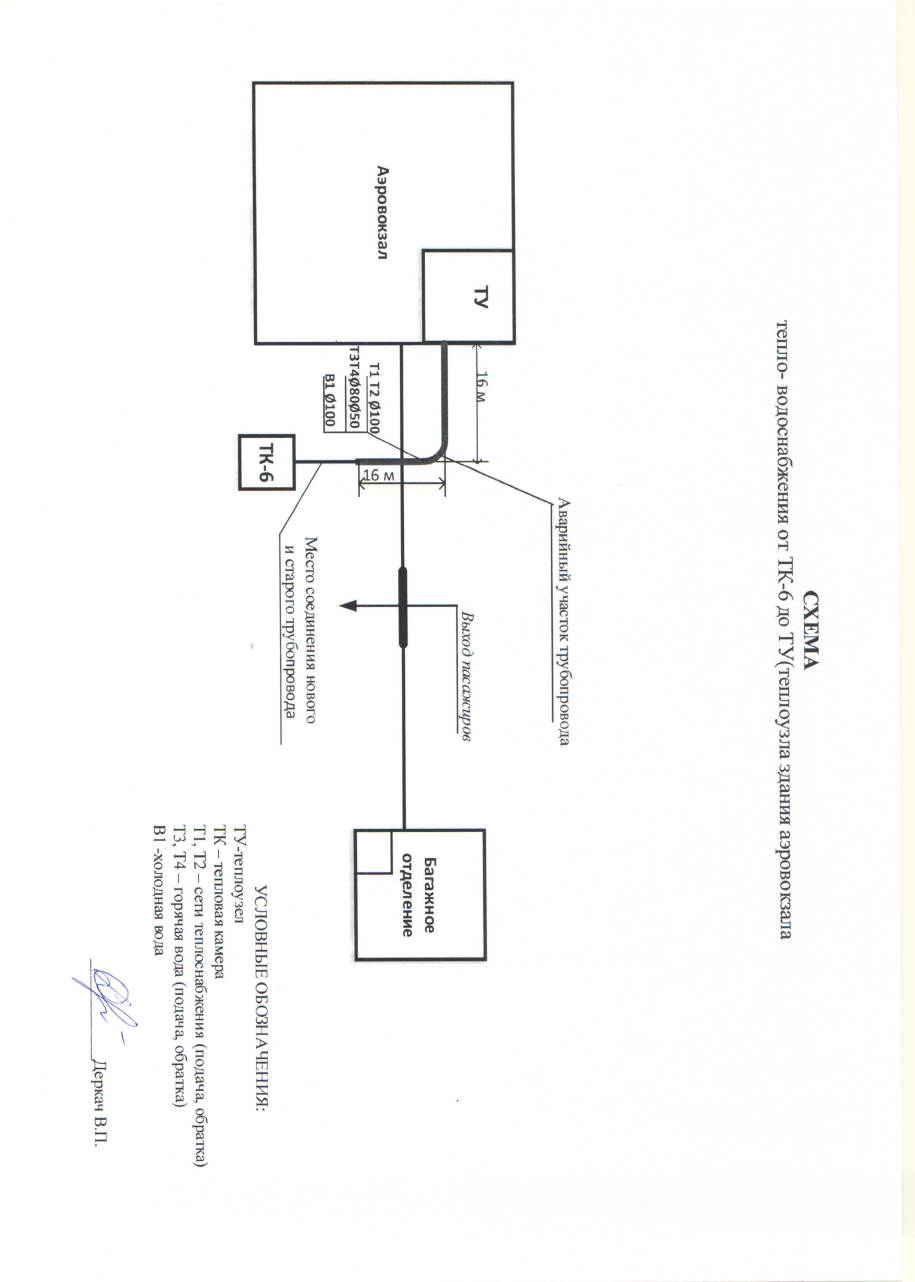 СХЕМА
тепло- водоснабжения от ТК-6 до ТУ(теплоузла здания аэровокзала
Аварийный участок трубопровода
16 м
ТУ
Выход пасажиров
Багажное
отделение
Аэровокзал
16 м
Т1 Т2 Ø100
Т3Т4Ø80Ø50
В1 Ø100
Место соединения нового
и старого трубопровода
ТК-6
УСЛОВНЫЕ ОБОЗНАЧЕНИЯ:
ТУ-теплоузел
ТК – тепловая камера
Т1, Т2 – сети теплоснабжения (подача, обратка)
Т3, Т4 – горячая вода (подача, обратка)
В1 -холодная вода
Деркач В.П.